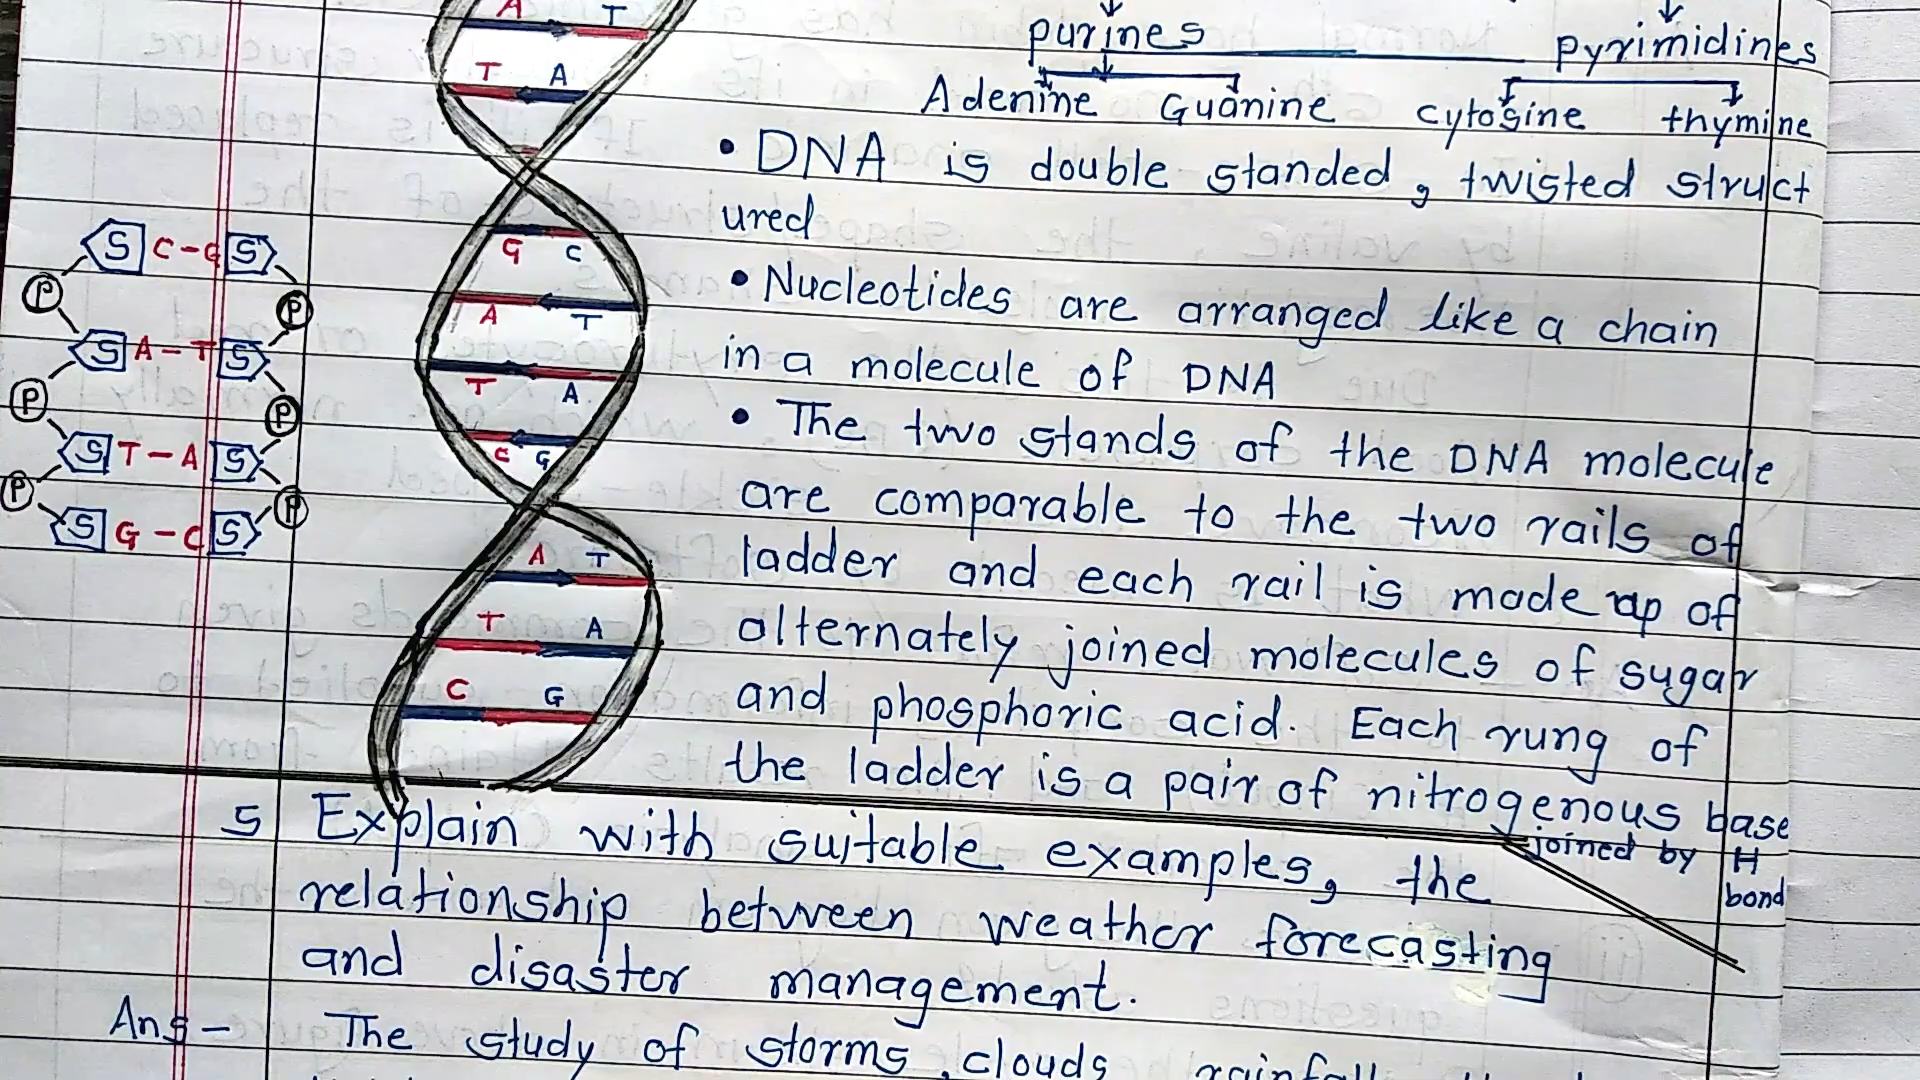 A T
T A
G C
A T
T A
C G
A T
T A
C G
S C-G S
P P
S A-T S
P P
S T-A S
P P
S G-C S
purines pyrimidines
Adenine Guanine cytosine thymine
• DNA is double standed, twisted struct
ured
• Nucleotides are arranged like a chain
in a molecule of DNA
• The two stands of the DNA molecule
are comparable to the two rails of
ladder and each rail is made up of
alternately joined molecules of sugar
and phosphoric acid. Each rung of
the ladder is a pair of nitrogenous base
joined by H
bond
5 Explain with suitable examples, the
relationship between weather forecasting
and disaster management.
Ans- The study of storms, clouds rainfall